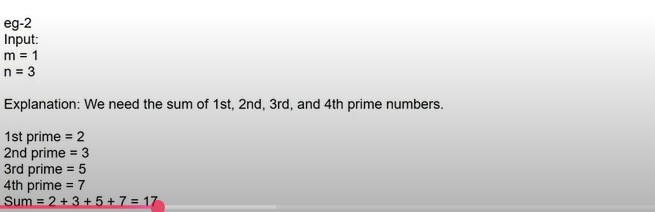 eg-2
Input:
m = 1
n = 3
Explanation: We need the sum of 1st, 2nd, 3rd, and 4th prime numbers.
1st prime = 2
2nd prime = 3
3rd prime = 5
4th prime = 7
Sum = 2 + 3 + 5 + 7 = 17